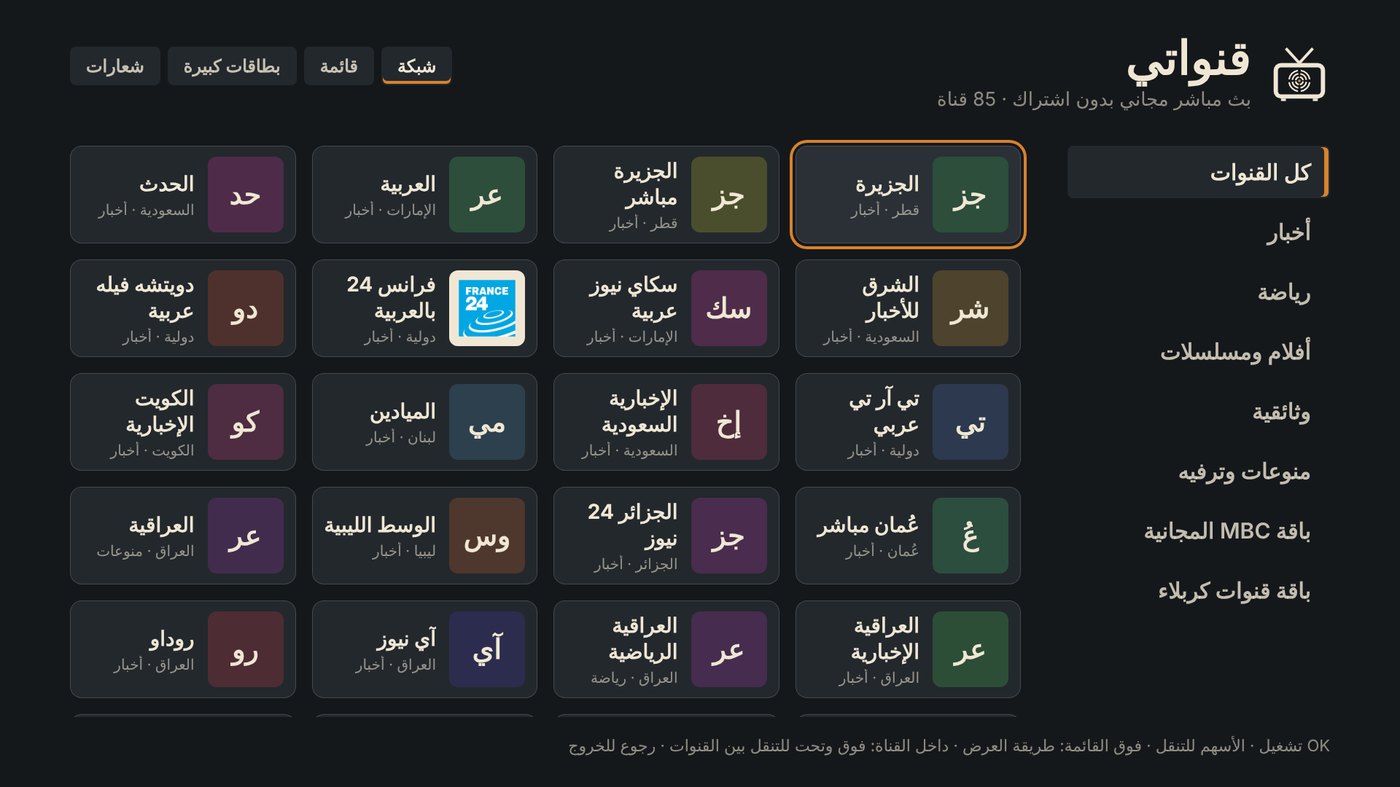 قنواتي
بث مباشر مجاني بدون اشتراك · 85 قناة
شبكة
قائمة
بطاقات كبيرة
شعارات
كل القنوات
أخبار
رياضة
أفلام ومسلسلات
وثائقية
منوعات وترفيه
باقة MBC المجانية
باقة قنوات كربلاء
جز
الجزيرة
قطر · أخبار
جز
الجزيرة
مباشر
قطر · أخبار
عر
العربية
الإمارات · أخبار
حد
الحدث
السعودية · أخبار
شر
الشرق
للأخبار
السعودية · أخبار
سك
سكاي نيوز
عربية
الإمارات · أخبار
FRANCE
24
فرانس 24
بالعربية
دولية · أخبار
دو
دويتشه فيله
عربية
دولية · أخبار
تي
تي آر تي
عربي
دولية · أخبار
إخ
الإخبارية
السعودية
السعودية · أخبار
مي
الميادين
لبنان · أخبار
كو
الكويت
الإخبارية
الكويت · أخبار
عُ
عُمان مباشر
عُمان · أخبار
جز
الجزائر 24
نيوز
الجزائر · أخبار
وس
الوسط الليبية
ليبيا · أخبار
عر
العراقية
العراق · منوعات
عر
العراقية
الإخبارية
العراق · أخبار
عر
العراقية
الرياضية
العراق · رياضة
آي
آي نيوز
العراق · أخبار
رو
روداو
العراق · أخبار
OK تشغيل · الأسهم للتنقل · فوق القائمة: طريقة العرض · داخل القناة: فوق وتحت للتنقل بين القنوات · رجوع للخروج